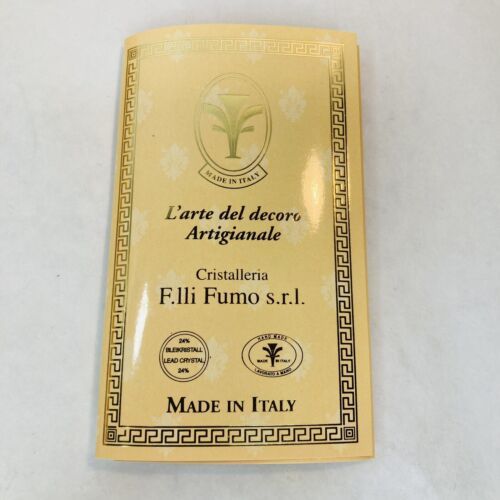 MADE IN ITALY
L'arte del decoro
Artigianale
Cristalleria
F.lli Fumo s.r.l.
24%
BLEIKRISTALL
LEAD CRYSTAL
24%
HAND MADE
MADE IN ITALY
LAVORATO A MANO
MADE IN ITALY